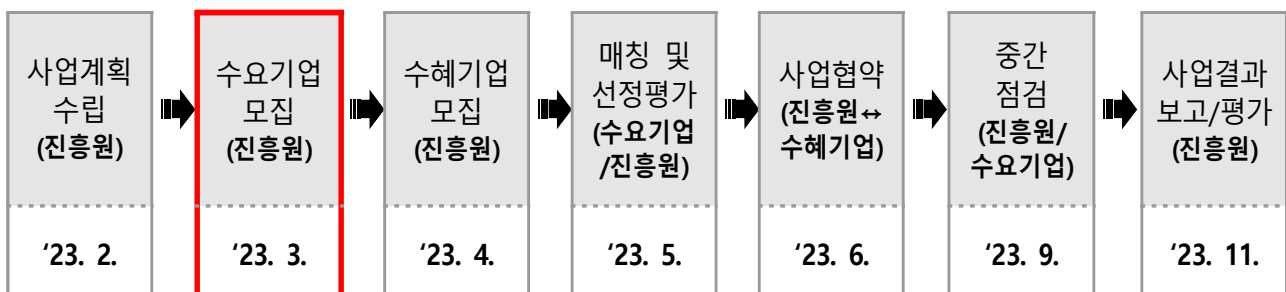 사업계획
수립
(진흥원)
'23. 2.
수요기업
모집
(진흥원)
'23. 3.
수혜기업
모집
(진흥원)
'23. 4.
매칭 및
선정평가
(수요기업
/진흥원)
'23. 5.
사업협약
(진흥원↔
수혜기업)
'23. 6.
중간
점검
(진흥원/
수요기업)
'23. 9.
사업결과
보고/평가
(진흥원)
'23. 11.